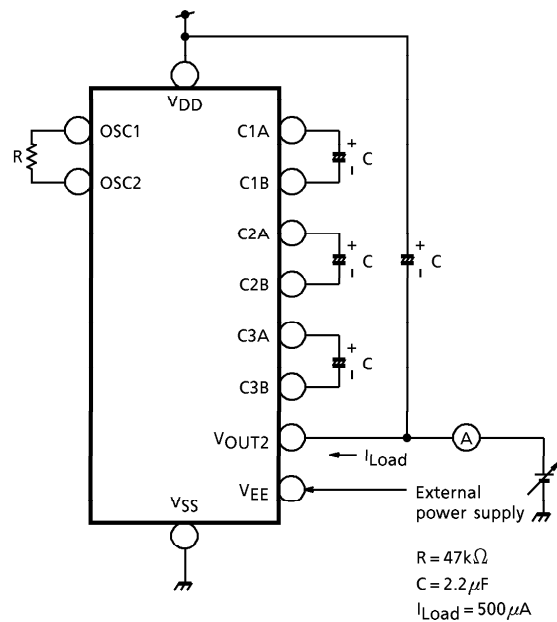 VDD
OSC1
C1A
+
C
R
OSC2
C1B
C2A
+
C
+
C
C2B
C3A
+
C
C3B
VOUT2
ILoad
A
VEE
External
power supply
VSS
R = 47kΩ
C = 2.2μF
ILoad = 500μA